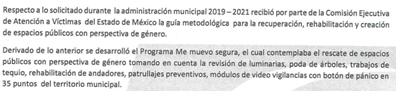 Respecto a lo solicitado durante la administración municipal 2019 – 2021 recibió por parte de la Comisión Ejecutiva
de Atención a Víctimas del Estado de México la guía metodológica para la recuperación, rehabilitación y creación
de espacios públicos con perspectiva de género.
Derivado de lo anterior se desarrolló el Programa Me muevo segura, el cual contemplaba el rescate de espacios
públicos con perspectiva de género tomando en cuenta la revisión de luminarias, poda de árboles, trabajos de
tequio, rehabilitación de andadores, patrullajes preventivos, módulos de video vigilancias con botón de pánico en
35 puntos del territorio municipal.